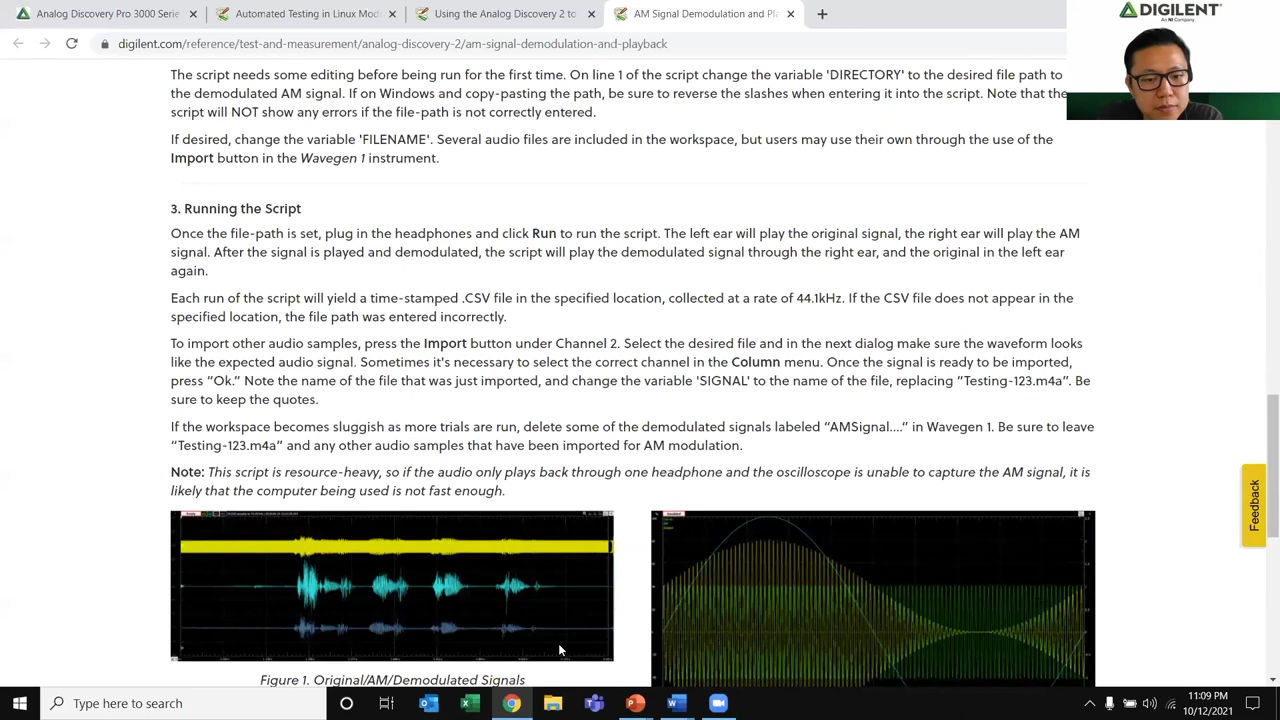 Analog Discovery Pro 3000 Serie
Automated Testing in Linux Mod
Using the Analog Discovery 2 to
AM Signal Demodulation and Pla
DIGILENT
An NI Company
digilent.com/reference/test-and-measurement/analog-discovery-2/am-signal-demodulation-and-playback
The script needs some editing before being run for the first time. On line 1 of the script change the variable 'DIRECTORY' to the desired file path to
the demodulated AM signal. If on Windows and copy-pasting the path, be sure to reverse the slashes when entering it into the script. Note that the
script will NOT show any errors if the file-path is not correctly entered.
If desired, change the variable 'FILENAME'. Several audio files are included in the workspace, but users may use their own through the use of the
Import button in the Wavegen 1 instrument.
3. Running the Script
Once the file-path is set, plug in the headphones and click Run to run the script. The left ear will play the original signal, the right ear will play the AM
signal. After the signal is played and demodulated, the script will play the demodulated signal through the right ear, and the original in the left ear
again.
Each run of the script will yield a time-stamped .CSV file in the specified location, collected at a rate of 44.1kHz. If the CSV file does not appear in the
specified location, the file path was entered incorrectly.
To import other audio samples, press the Import button under Channel 2. Select the desired file and in the next dialog make sure the waveform looks
like the expected audio signal. Sometimes it's necessary to select the correct channel in the Column menu. Once the signal is ready to be imported,
press “Ok.” Note the name of the file that was just imported, and change the variable 'SIGNAL' to the name of the file, replacing “Testing-123.m4a”. Be
sure to keep the quotes.
If the workspace becomes sluggish as more trials are run, delete some of the demodulated signals labeled “AMSignal....” in Wavegen 1. Be sure to leave
“Testing-123.m4a” and any other audio samples that have been imported for AM modulation.
Note: This script is resource-heavy, so if the audio only plays back through one headphone and the oscilloscope is unable to capture the AM signal, it is
likely that the computer being used is not fast enough.
Feedback
Figure 1. Original/AM/Demodulated Signals
Type here to search
11:09 PM
10/12/2021